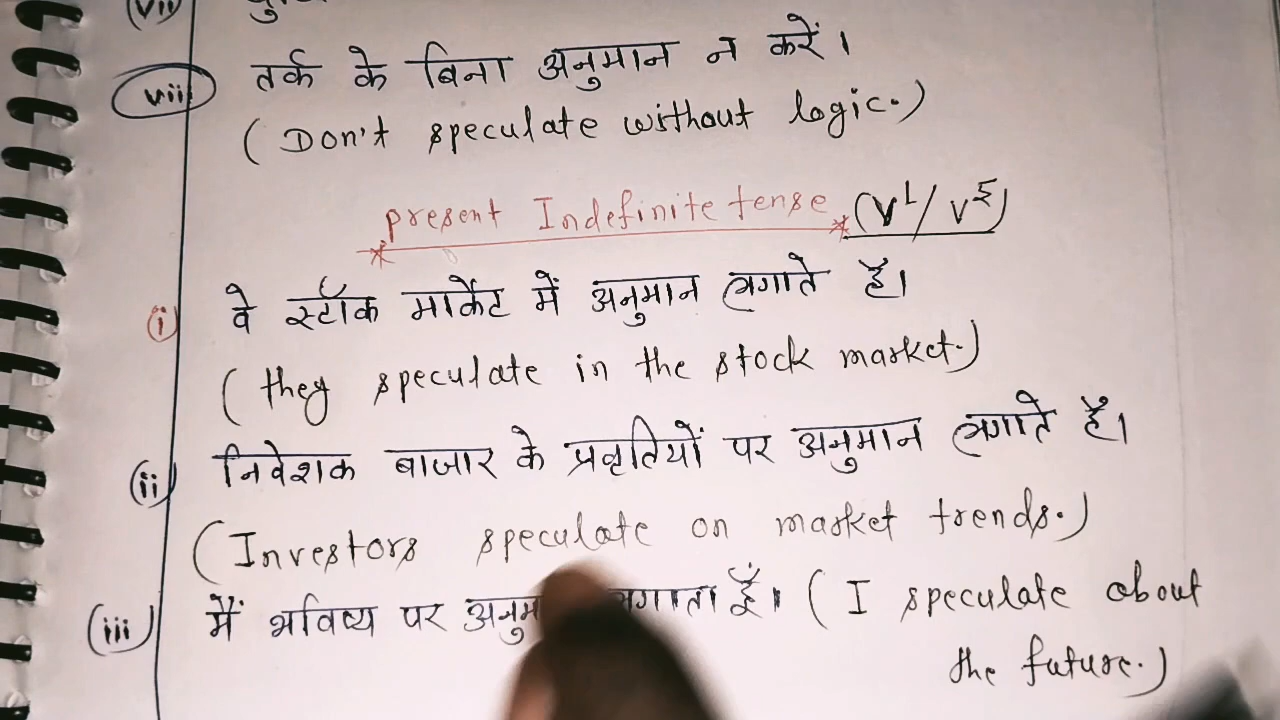 (vii)
viii तर्क के बिना अनुमान न करें।
(Don't speculate without logic.)
present Indefinite tense (V1/V5)
(i) वे स्टॉक मार्केट में अनुमान लगाते हैं।
(they speculate in the stock market.)
(ii) निवेशक बाजार के प्रवृतियों पर अनुमान लगाते हैं।
(Investors speculate on market trends.)
(iii) मैं भविष्य पर हूँ। (I speculate about
the future.)